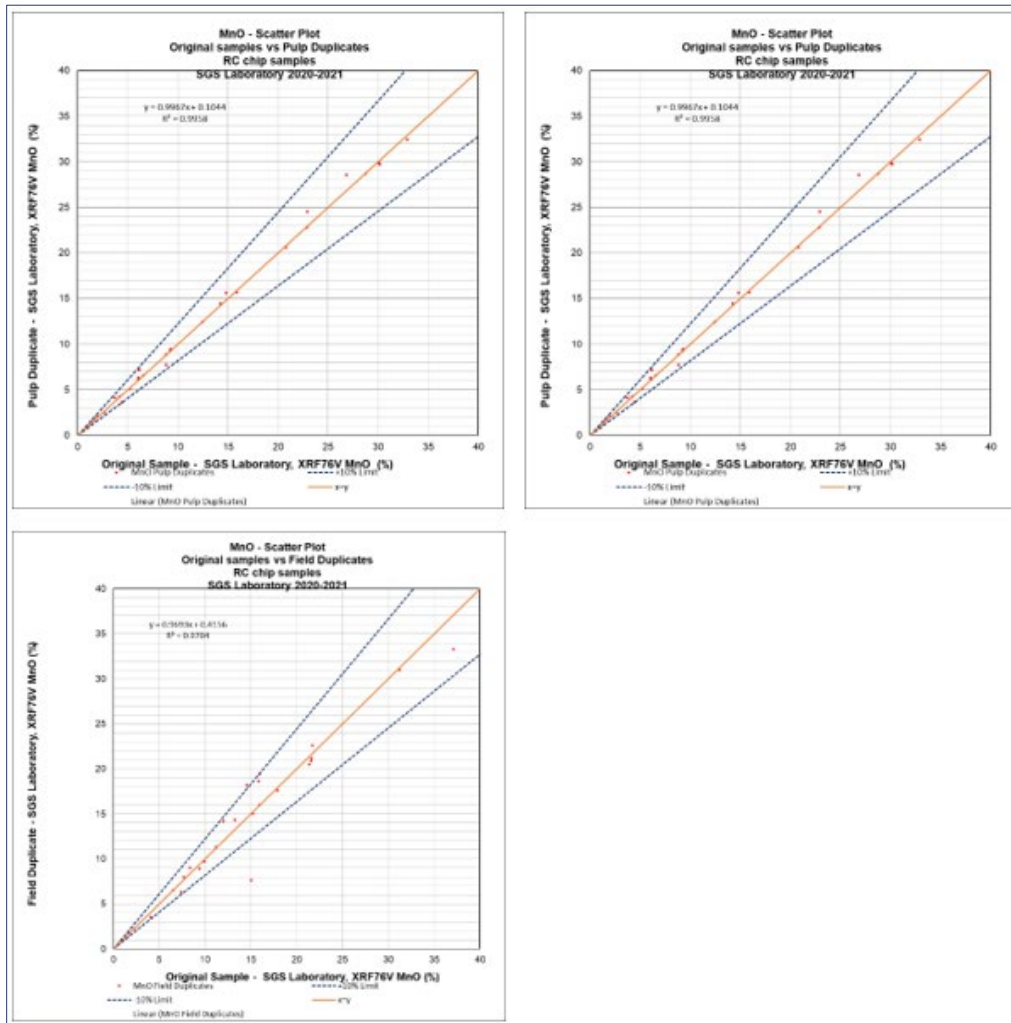 MnO - Scatter Plot
Original samples vs Pulp Duplicates
RC chip samples
SGS Laboratory 2020-2021
y = 0.9967x + 0.1044
R² = 0.9958
40
35
30
25
20
15
10
5
0
0 5 10 15 20 25 30 35 40
Pulp Duplicate - SGS Laboratory, XRF76V MnO (%)
Original Sample - SGS Laboratory, XRF76V MnO (%)
MnO Pulp Duplicates +10% Limit
-10% Limit x=y
Linear (MnO Pulp Duplicates)
MnO - Scatter Plot
Original samples vs Pulp Duplicates
RC chip samples
SGS Laboratory 2020-2021
y = 0.9967x + 0.1044
R² = 0.9958
40
35
30
25
20
15
10
5
0
0 5 10 15 20 25 30 35 40
Pulp Duplicate - SGS Laboratory, XRF76V MnO (%)
Original Sample - SGS Laboratory, XRF76V MnO (%)
MnO Pulp Duplicates +10% Limit
-10% Limit x=y
Linear (MnO Pulp Duplicates)
MnO - Scatter Plot
Original samples vs Field Duplicates
RC chip samples
SGS Laboratory 2020-2021
40
35
30
25
20
15
10
5
0
0 5 10 15 20 25 30 35 40
Field Duplicate - SGS Laboratory, XRF76V MnO (%)
Original Sample - SGS Laboratory, XRF76V MnO (%)
MnO Field Duplicates +10% Limit
-10% Limit x=y
Linear (MnO Field Duplicates)